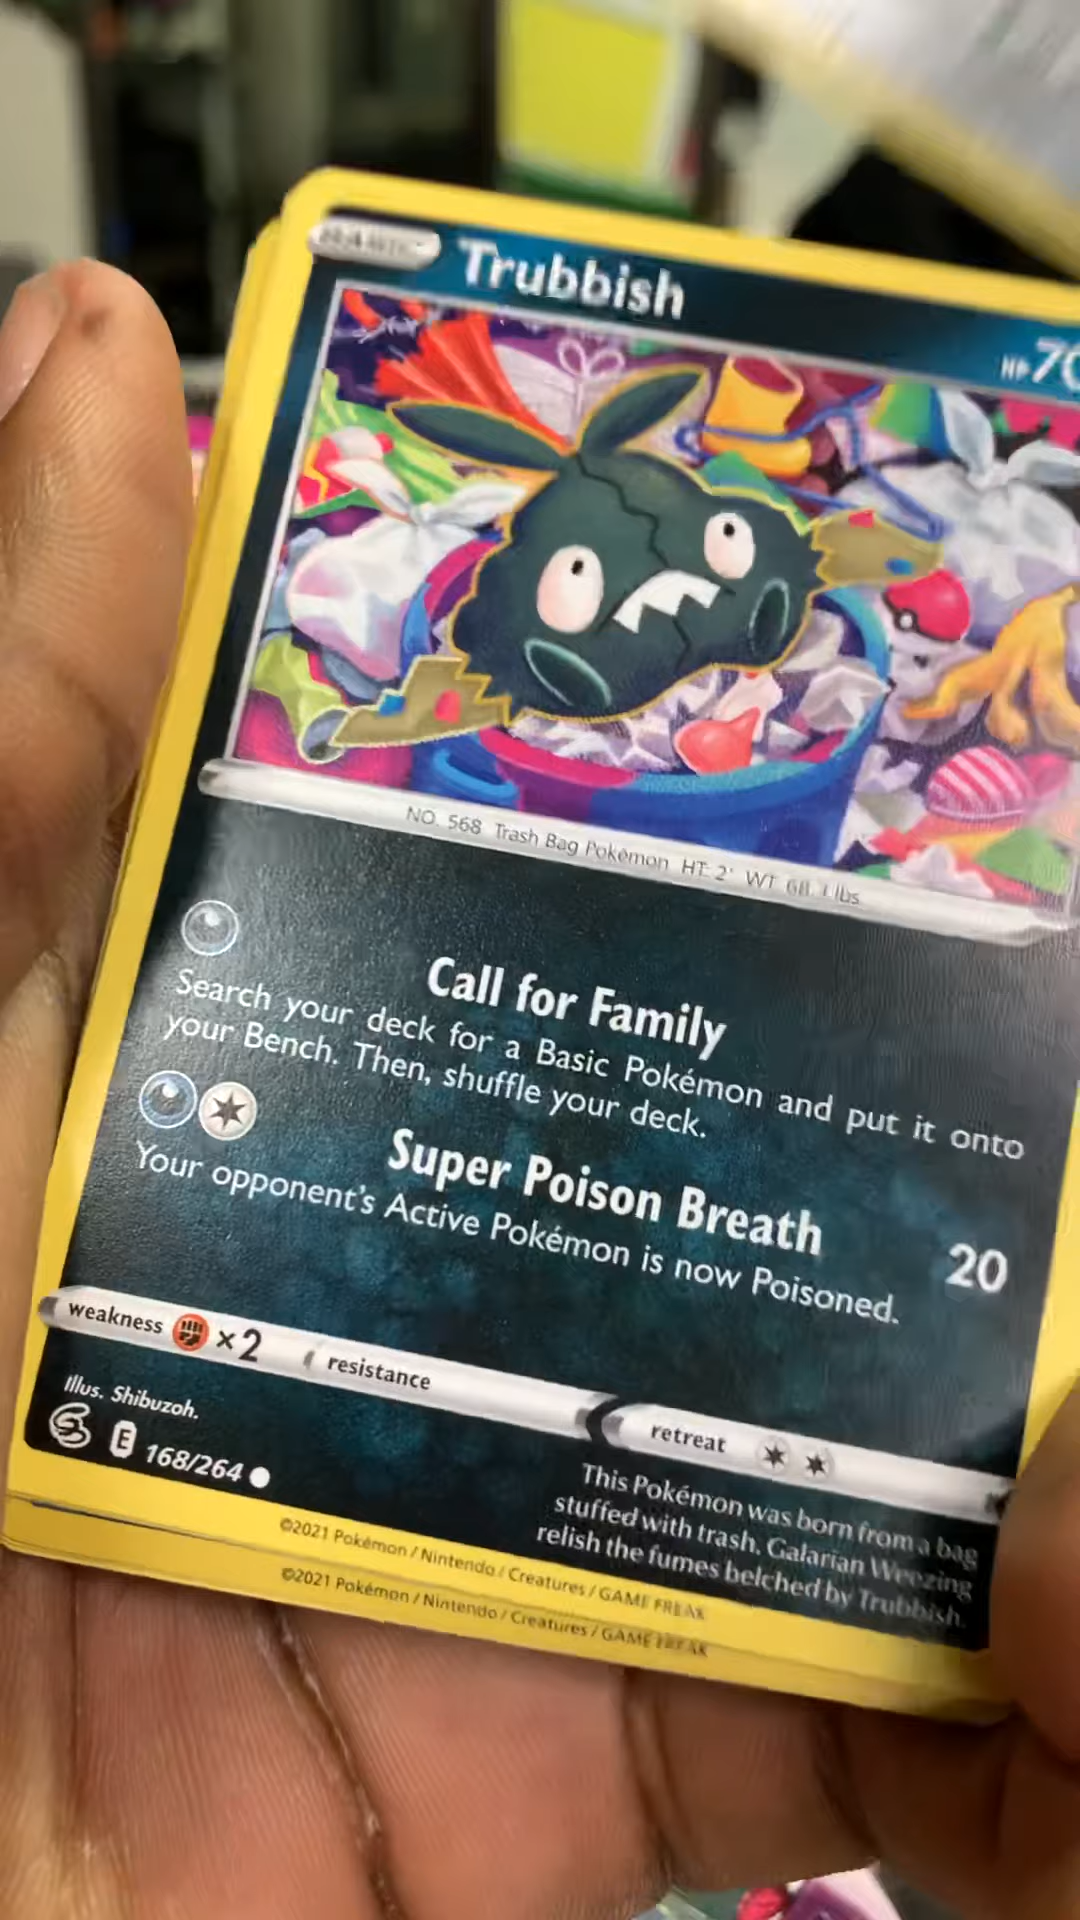 BASIC Trubbish
HP 70
NO. 568 Trash Bag Pokémon HT: 2' WT: 68.1 lbs
Call for Family
Search your deck for a Basic Pokémon and put it onto
your Bench. Then, shuffle your deck.
Super Poison Breath 20
Your opponent's Active Pokémon is now Poisoned.
weakness ×2 resistance
retreat
Illus. Shibuzoh.
E 168/264
This Pokémon was born from a bag
stuffed with trash. Galarian Weezing
relish the fumes belched by Trubbish.
©2021 Pokémon / Nintendo / Creatures / GAME FREAK
©2021 Pokémon / Nintendo / Creatures / GAME FREAK